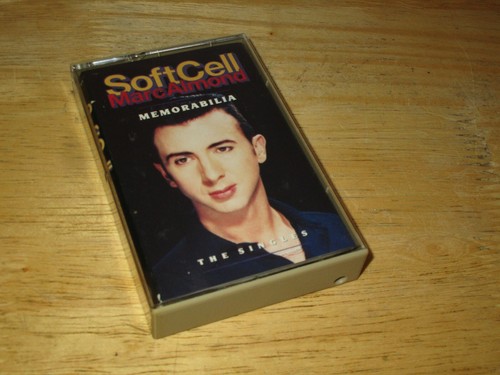 SoftCell
MarcAlmond
MEMORABILIA
THE SINGLES